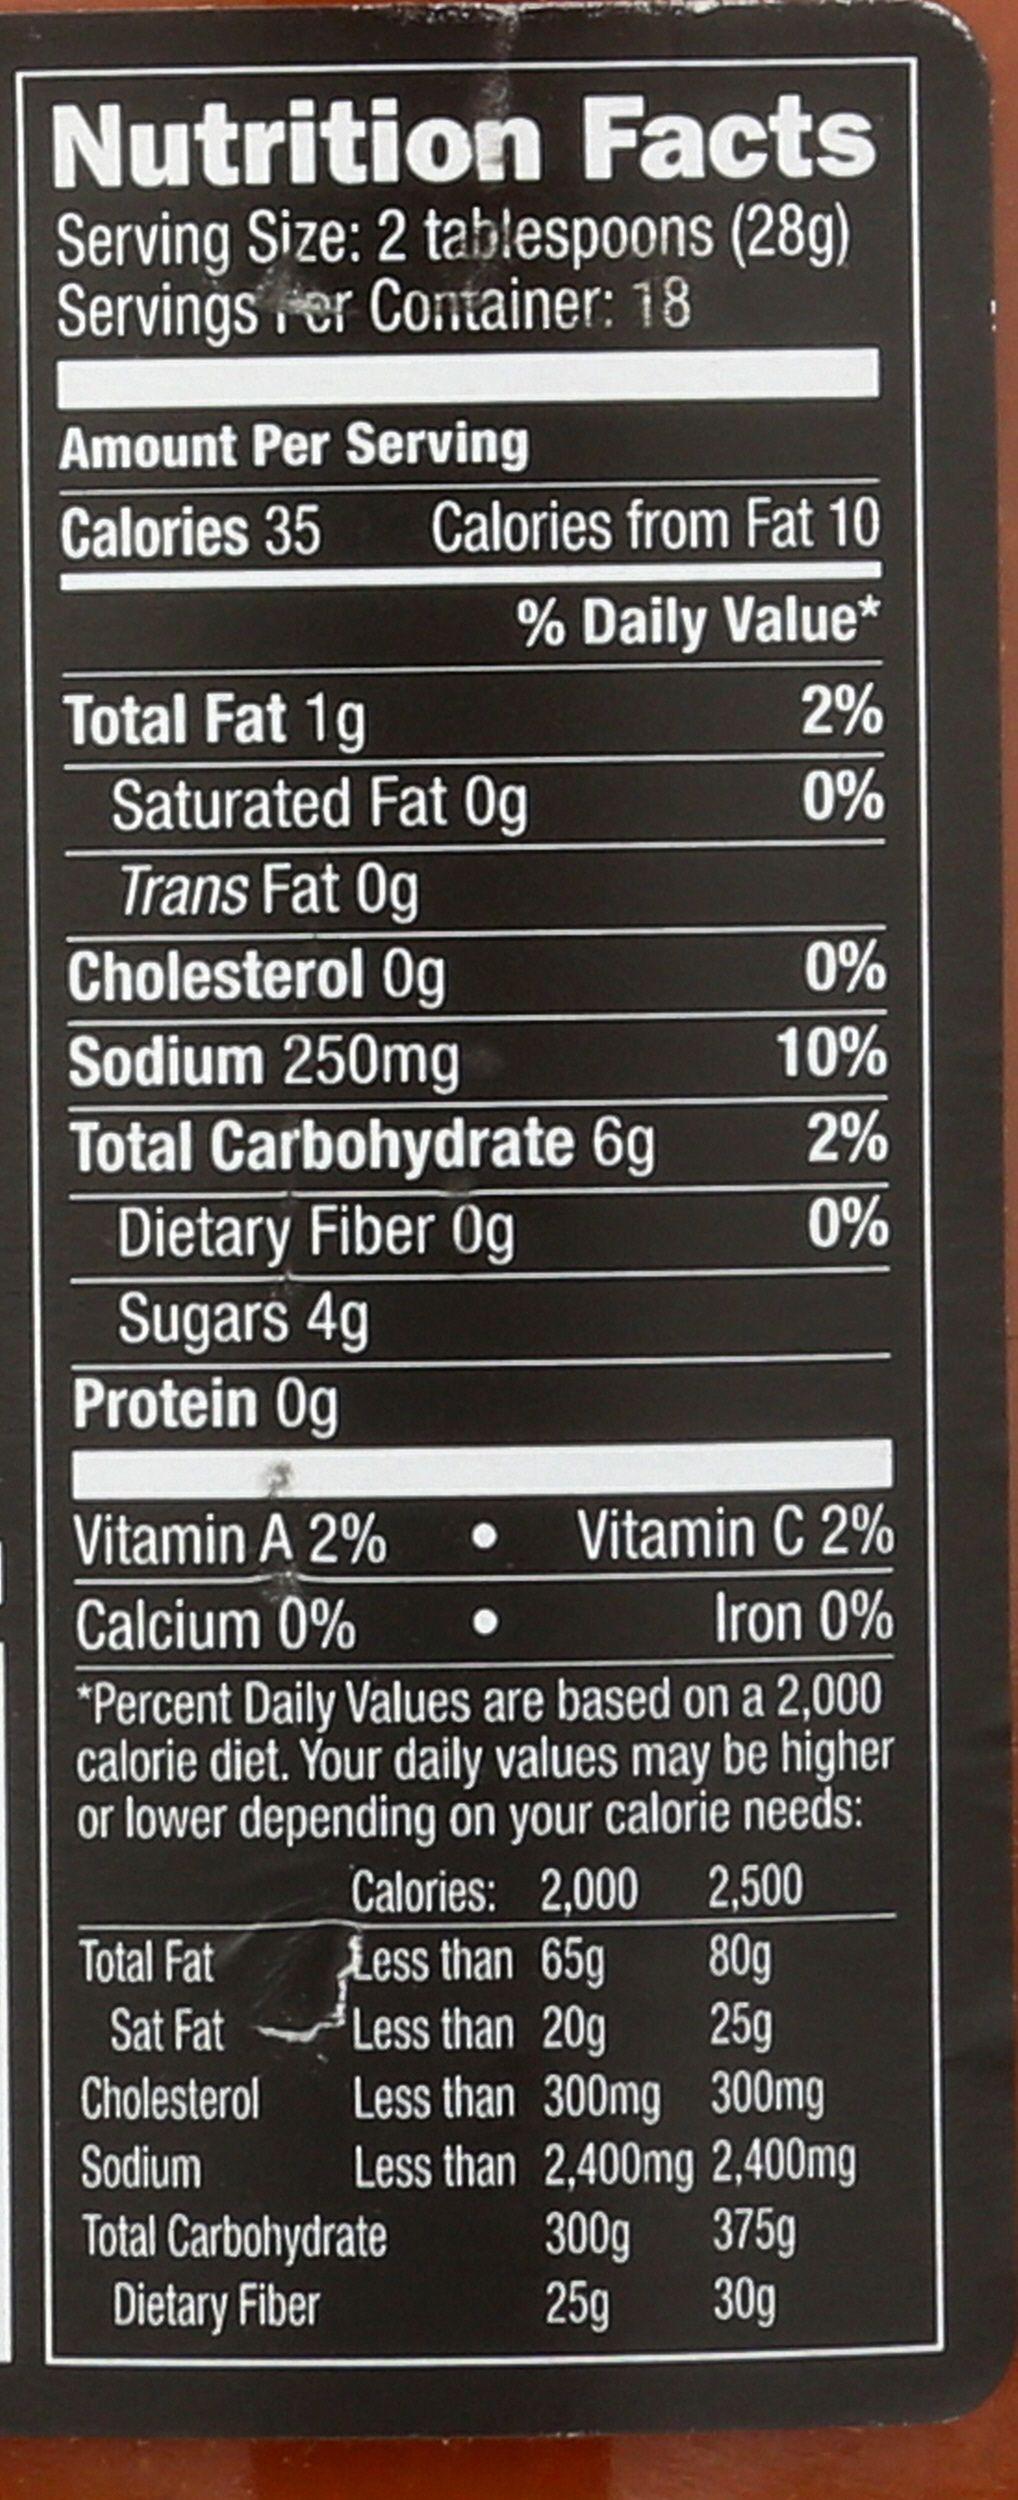 Nutrition Facts
Serving Size: 2 tablespoons (28g)
Servings Per Container: 18
Amount Per Serving
Calories 35 Calories from Fat 10
% Daily Value*
Total Fat 1g 2%
Saturated Fat 0g 0%
Trans Fat 0g
Cholesterol 0g 0%
Sodium 250mg 10%
Total Carbohydrate 6g 2%
Dietary Fiber 0g 0%
Sugars 4g
Protein 0g
Vitamin A 2% • Vitamin C 2%
Calcium 0% • Iron 0%
*Percent Daily Values are based on a 2,000
calorie diet. Your daily values may be higher
or lower depending on your calorie needs:
Calories: 2,000 2,500
Total Fat Less than 65g 80g
Sat Fat Less than 20g 25g
Cholesterol Less than 300mg 300mg
Sodium Less than 2,400mg 2,400mg
Total Carbohydrate 300g 375g
Dietary Fiber 25g 30g